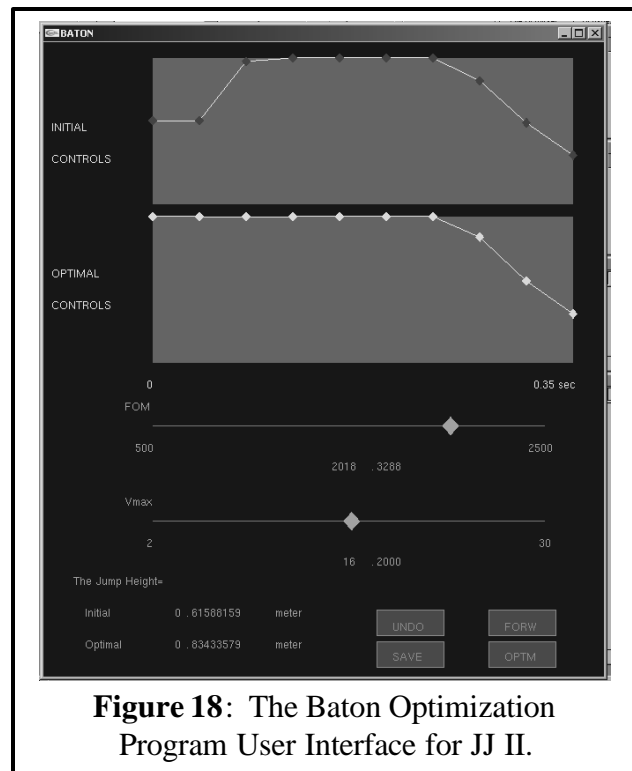 BATON
INITIAL
CONTROLS
OPTIMAL
CONTROLS
0 0.35 sec
FOM
500 2500
2018 .3288
Vmax
2 30
16 .2000
The Jump Height=
Initial 0 .61588159 meter UNDO FORW
Optimal 0 .83433579 meter SAVE OPTM
Figure 18: The Baton Optimization
Program User Interface for JJ II.